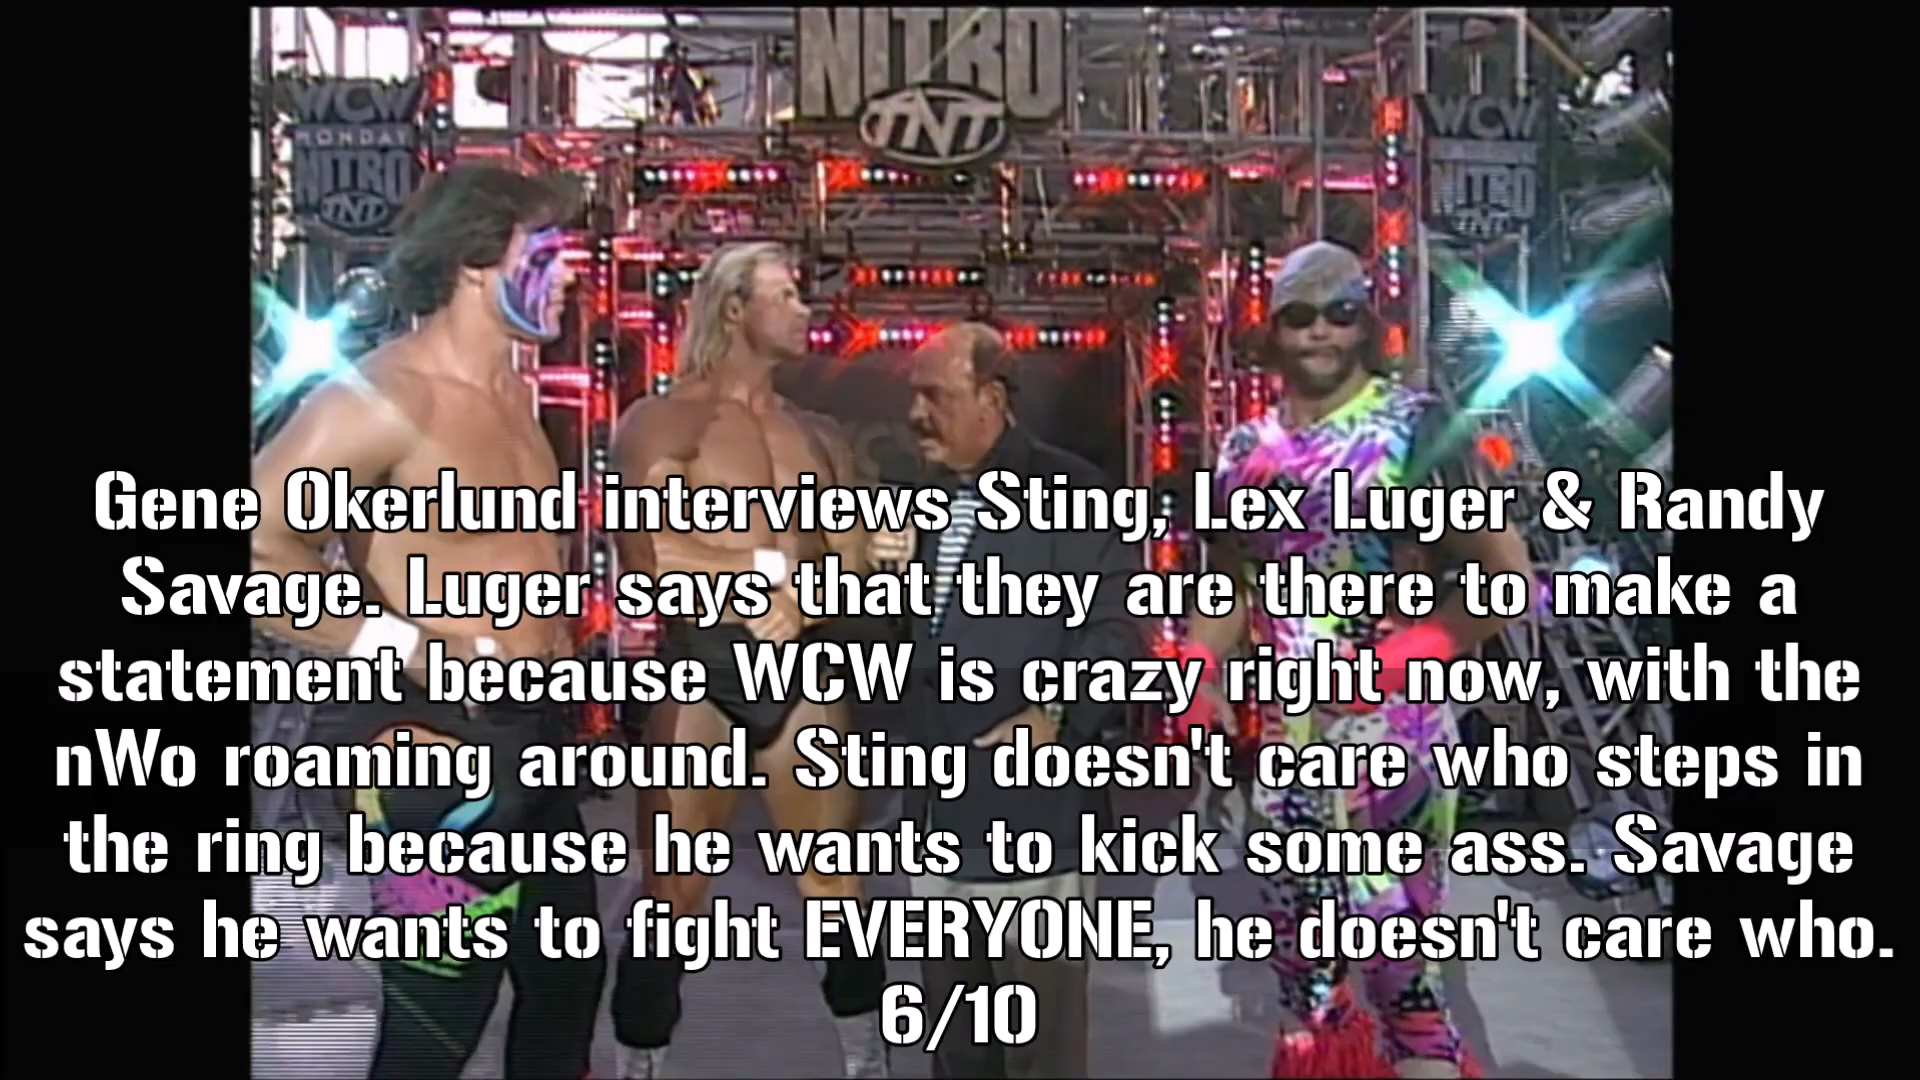 NITRO
TNT
WCW
MONDAY
NITRO
TNT
WCW
NITRO
TNT
Gene Okerlund interviews Sting, Lex Luger & Randy
Savage. Luger says that they are there to make a
statement because WCW is crazy right now, with the
nWo roaming around. Sting doesn't care who steps in
the ring because he wants to kick some ass. Savage
says he wants to fight EVERYONE, he doesn't care who.
6/10